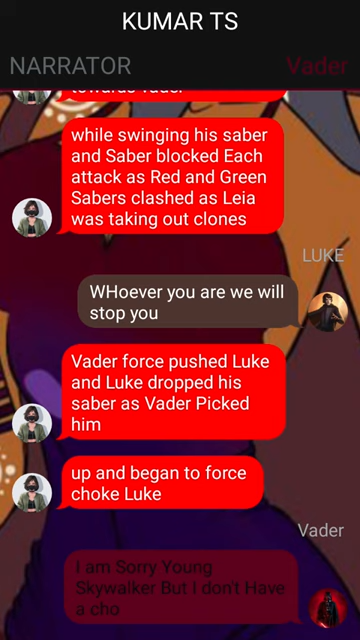 KUMAR TS
NARRATOR Vader
towards vader
while swinging his saber
and Saber blocked Each
attack as Red and Green
Sabers clashed as Leia
was taking out clones
LUKE
WHoever you are we will
stop you
Vader force pushed Luke
and Luke dropped his
saber as Vader Picked
him
up and began to force
choke Luke
Vader
I am Sorry Young
Skywalker But I don't Have
a cho